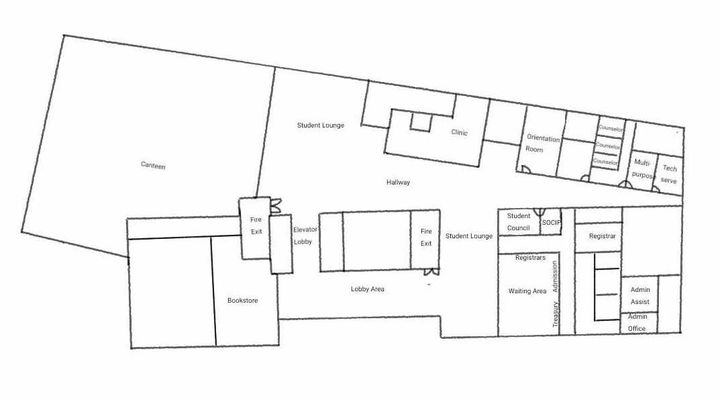 Student Lounge
Canteen
Clinic
Orientation
Room
Counselor
Counselor
Counselor
Multi
purpose
Tech
serve
Hallway
Fire
Exit
Elevator
Lobby
Fire
Exit
Student Lounge
Student
Council
SOCIP
Registrar
Registrars
Waiting Area
Admission
Treasury
Lobby Area
Bookstore
Admin
Assist
Admin
Office